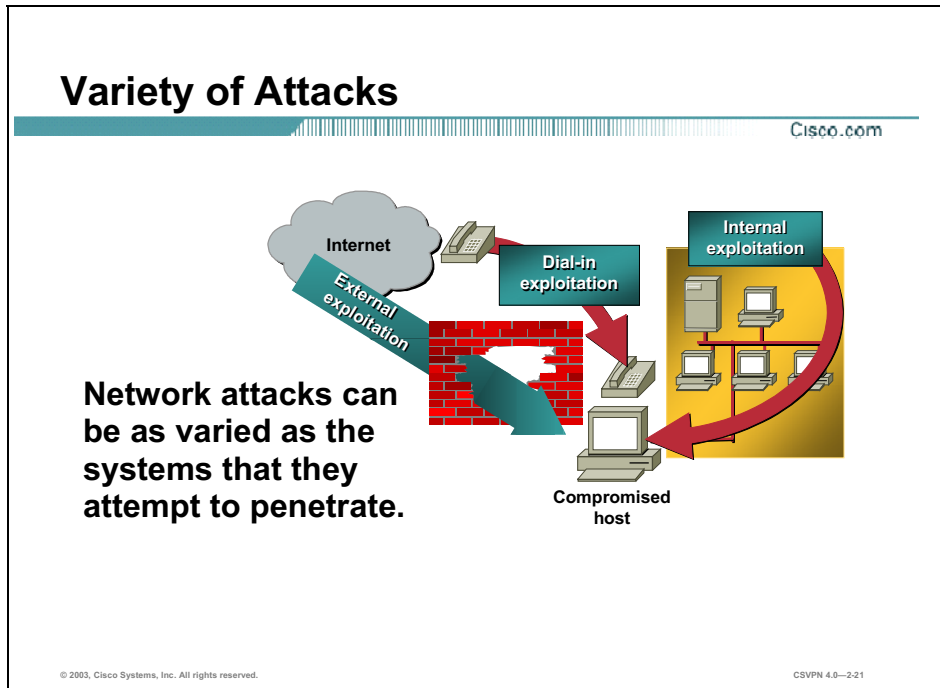 Variety of Attacks
Cisco.com
Internet
Dial-in
exploitation
Internal
exploitation
External
exploitation
Network attacks can
be as varied as the
systems that they
attempt to penetrate.
Compromised
host
© 2003, Cisco Systems, Inc. All rights reserved.
CSVPN 4.0—2-21